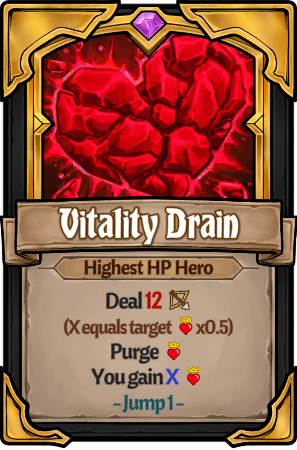 Vitality Drain
Highest HP Hero
Deal 12
(X equals target x0.5)
Purge
You gain X
- Jump 1 -